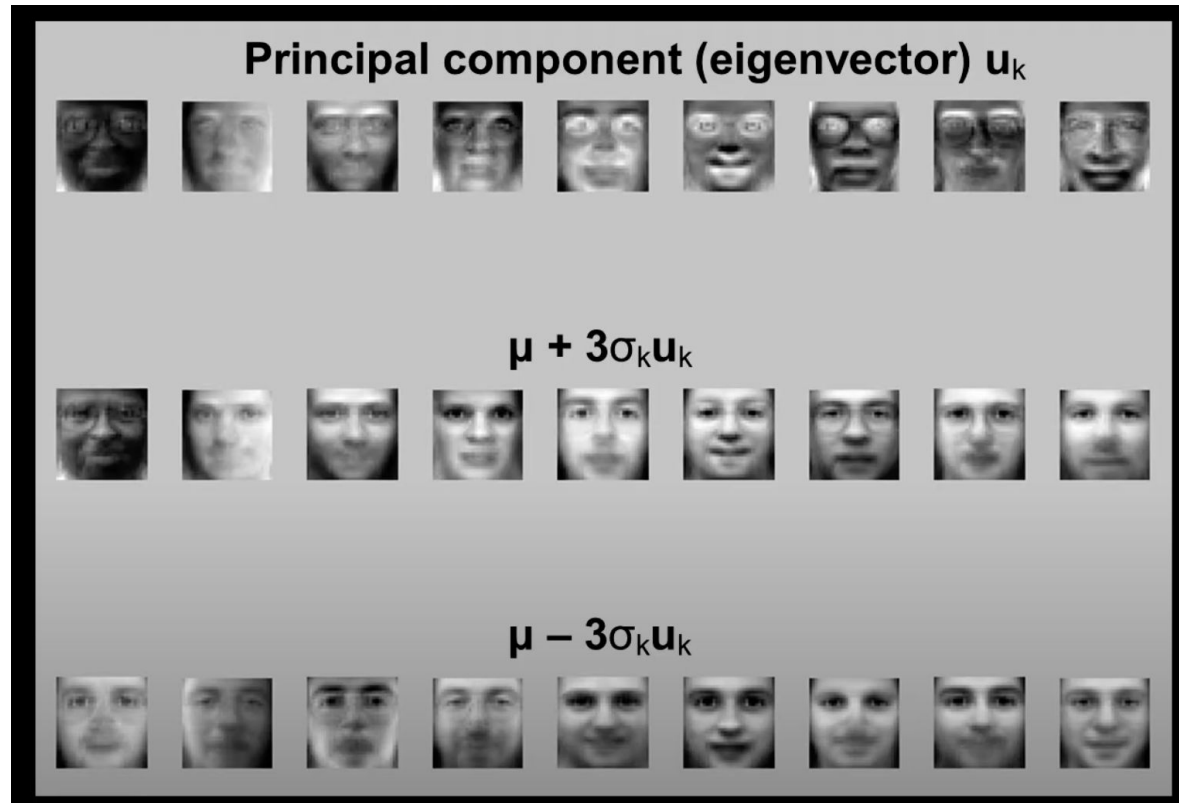 Principal component (eigenvector) uₖ
μ + 3σₖuₖ
μ – 3σₖuₖ